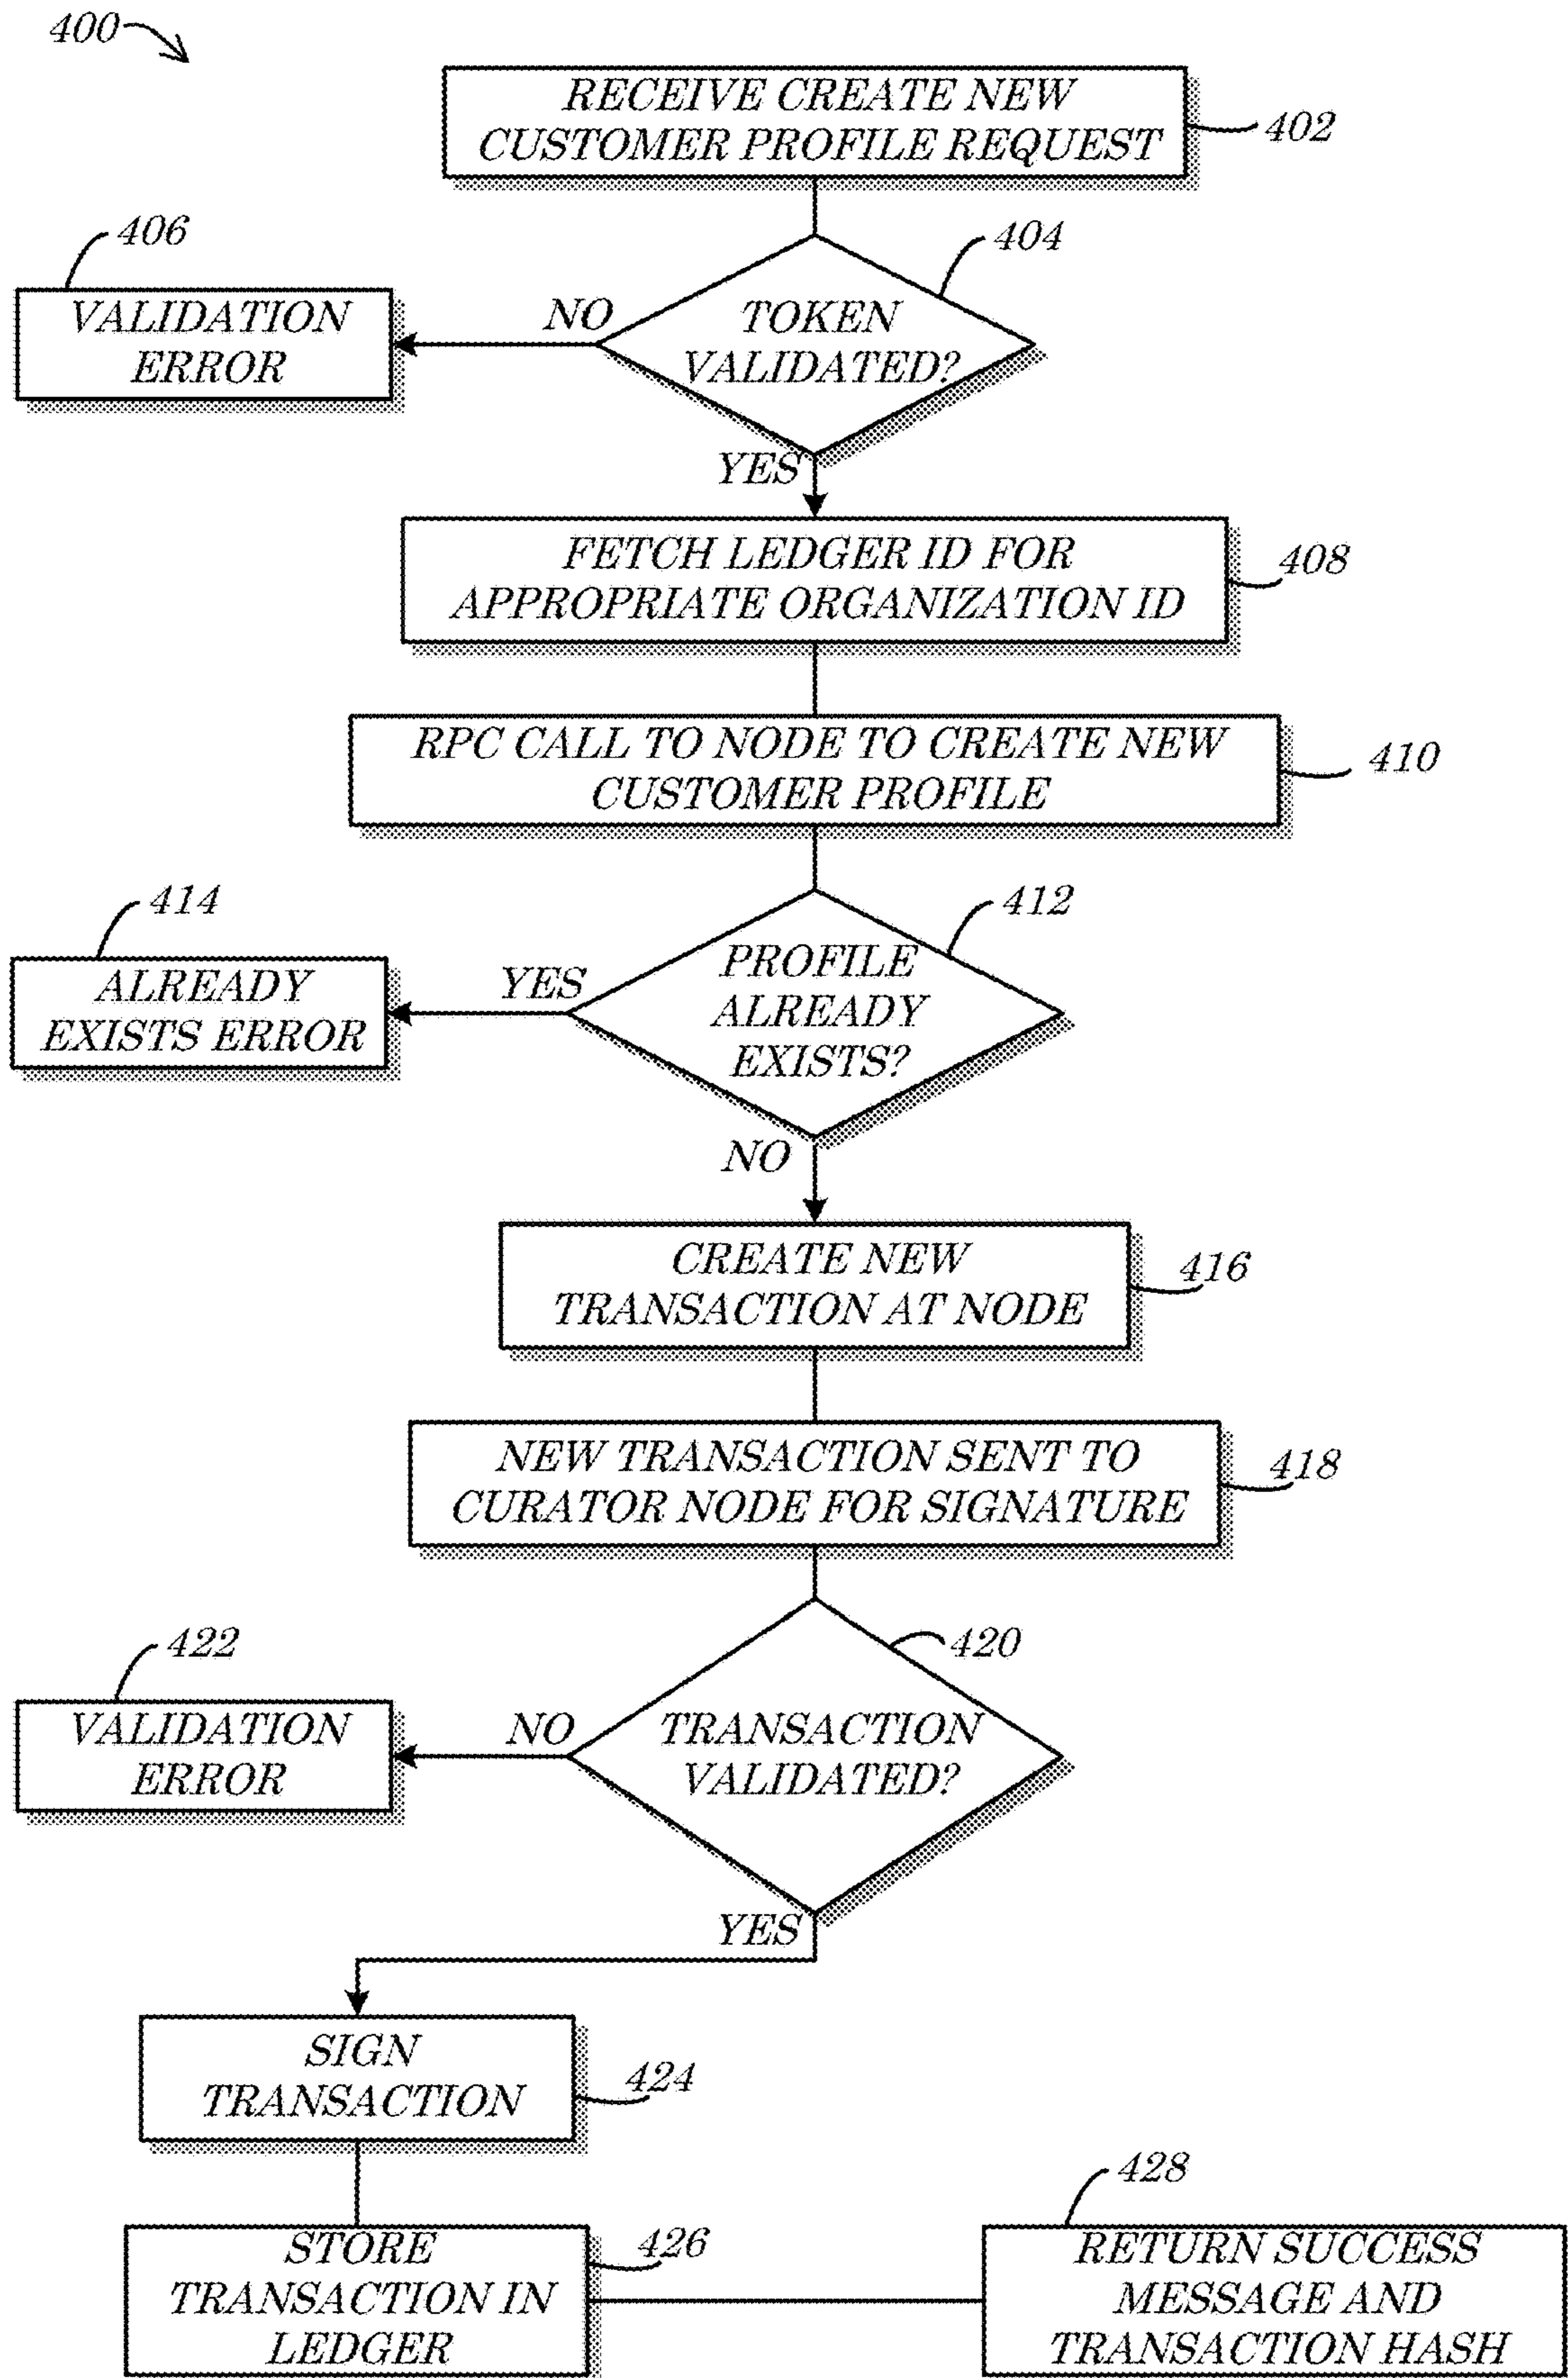 400
RECEIVE CREATE NEW
CUSTOMER PROFILE REQUEST
402
406
404
VALIDATION
ERROR
NO
TOKEN
VALIDATED?
YES
FETCH LEDGER ID FOR
APPROPRIATE ORGANIZATION ID
408
RPC CALL TO NODE TO CREATE NEW
CUSTOMER PROFILE
410
414
412
ALREADY
EXISTS ERROR
YES
PROFILE
ALREADY
EXISTS?
NO
CREATE NEW
TRANSACTION AT NODE
416
NEW TRANSACTION SENT TO
CURATOR NODE FOR SIGNATURE
418
422
420
VALIDATION
ERROR
NO
TRANSACTION
VALIDATED?
YES
SIGN
TRANSACTION
424
428
STORE
TRANSACTION IN
LEDGER
426
RETURN SUCCESS
MESSAGE AND
TRANSACTION HASH